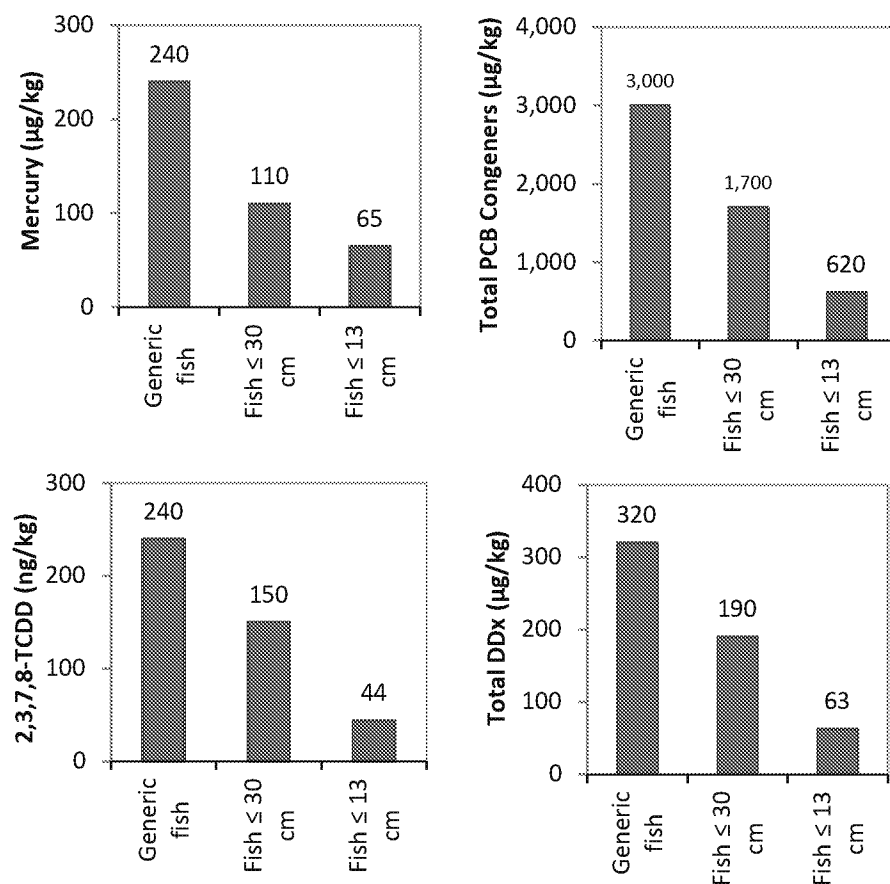 Mercury (µg/kg)
300
200
100
0
240
110
65
Generic
fish
Fish ≤ 30
cm
Fish ≤ 13
cm
Total PCB Congeners (µg/kg)
4,000
3,000
2,000
1,000
0
3,000
1,700
620
Generic
fish
Fish ≤ 30
cm
Fish ≤ 13
cm
2,3,7,8-TCDD (ng/kg)
300
200
100
0
240
150
44
Generic
fish
Fish ≤ 30
cm
Fish ≤ 13
cm
Total DDx (µg/kg)
400
300
200
100
0
320
190
63
Generic
fish
Fish ≤ 30
cm
Fish ≤ 13
cm